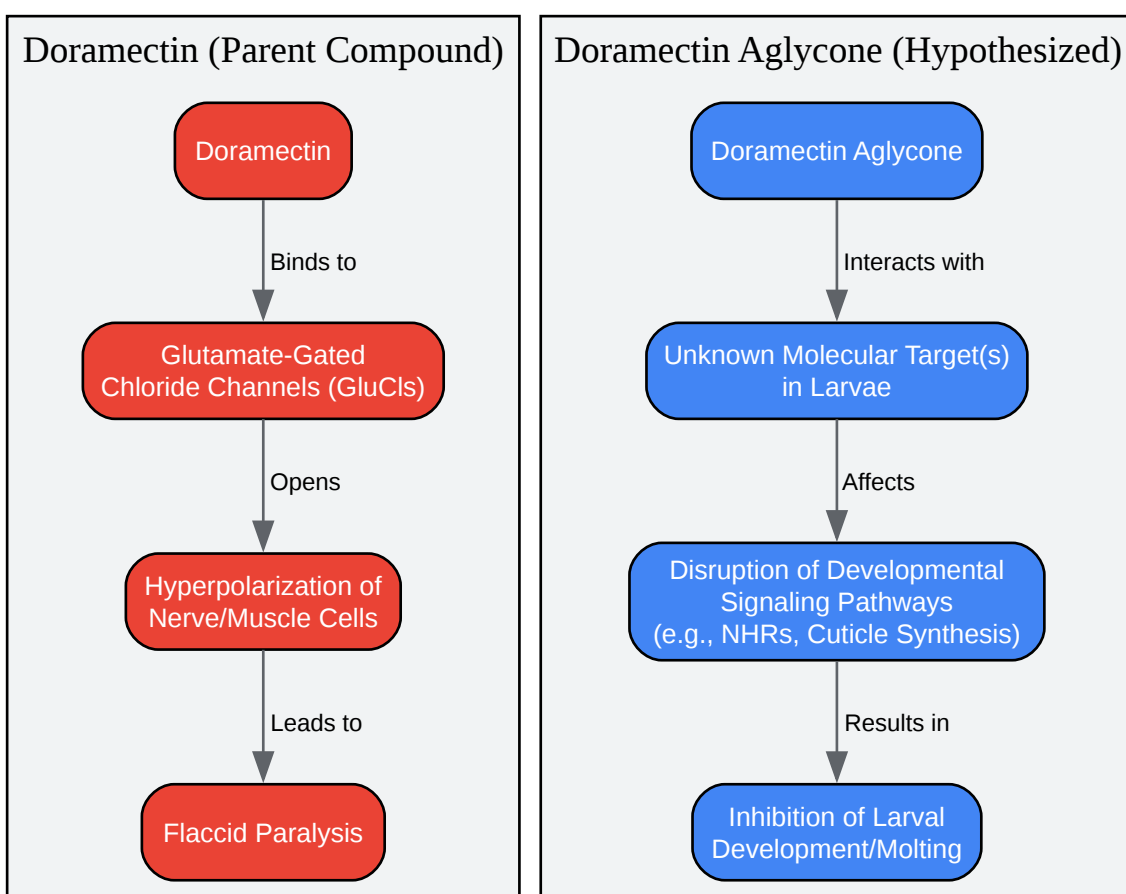 Doramectin (Parent Compound)
Doramectin
Binds to
Glutamate-Gated
Chloride Channels (GluCls)
Opens
Hyperpolarization of
Nerve/Muscle Cells
Leads to
Flaccid Paralysis
Doramectin Aglycone (Hypothesized)
Doramectin Aglycone
Interacts with
Unknown Molecular Target(s)
in Larvae
Affects
Disruption of Developmental
Signaling Pathways
(e.g., NHRs, Cuticle Synthesis)
Results in
Inhibition of Larval
Development/Molting